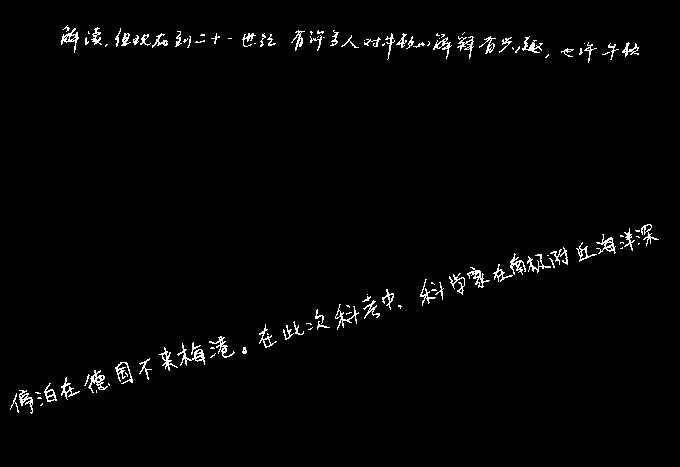 解读,但现在到二十一世纪 有许多人对牛顿的解释有兴趣,也许牛顿
停泊在德国不来梅港。在此次科考中,科学家在南极附近海洋深